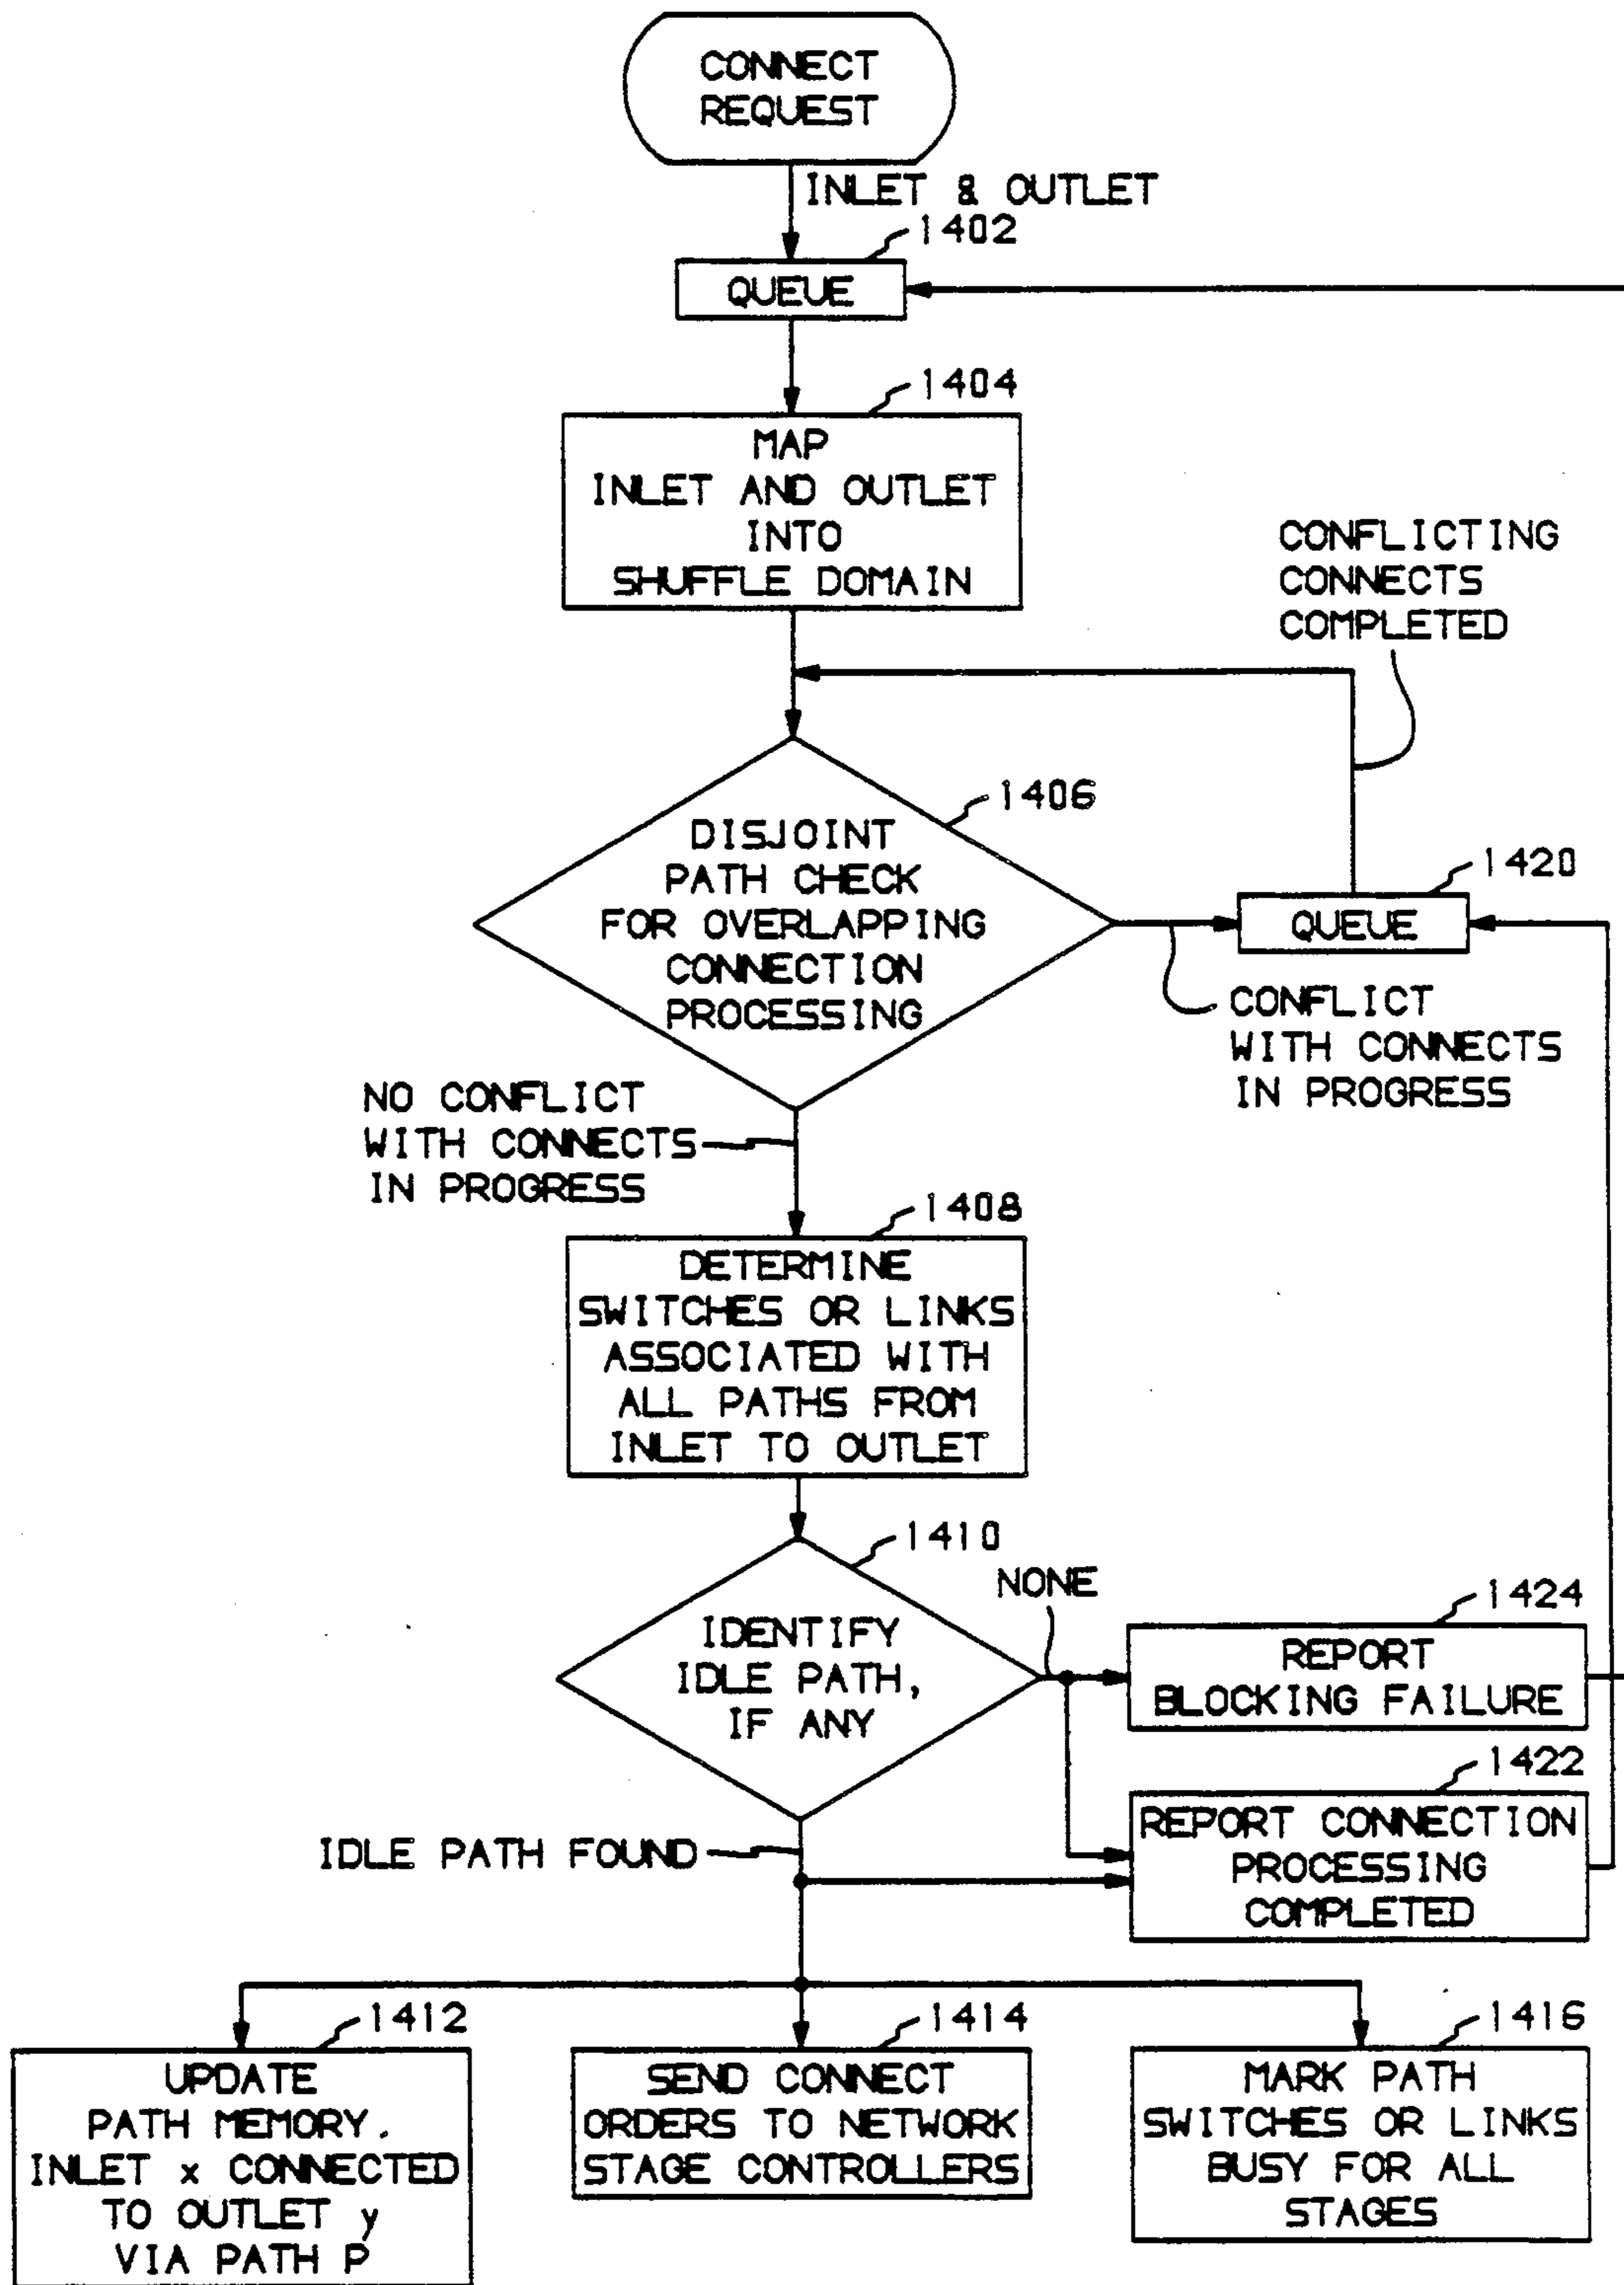 CONNECT
REQUEST
INLET & OUTLET
1402
QUEUE
1404
MAP
INLET AND OUTLET
INTO
SHUFFLE DOMAIN
CONFLICTING
CONNECTS
COMPLETED
1406
DISJOINT
PATH CHECK
FOR OVERLAPPING
CONNECTION
PROCESSING
1420
QUEUE
CONFLICT
WITH CONNECTS
IN PROGRESS
NO CONFLICT
WITH CONNECTS
IN PROGRESS
1408
DETERMINE
SWITCHES OR LINKS
ASSOCIATED WITH
ALL PATHS FROM
INLET TO OUTLET
1410
IDENTIFY
IDLE PATH,
IF ANY
NONE
1424
REPORT
BLOCKING FAILURE
1422
REPORT CONNECTION
PROCESSING
COMPLETED
IDLE PATH FOUND
1412
UPDATE
PATH MEMORY.
INLET x CONNECTED
TO OUTLET y
VIA PATH P
1414
SEND CONNECT
ORDERS TO NETWORK
STAGE CONTROLLERS
1416
MARK PATH
SWITCHES OR LINKS
BUSY FOR ALL
STAGES